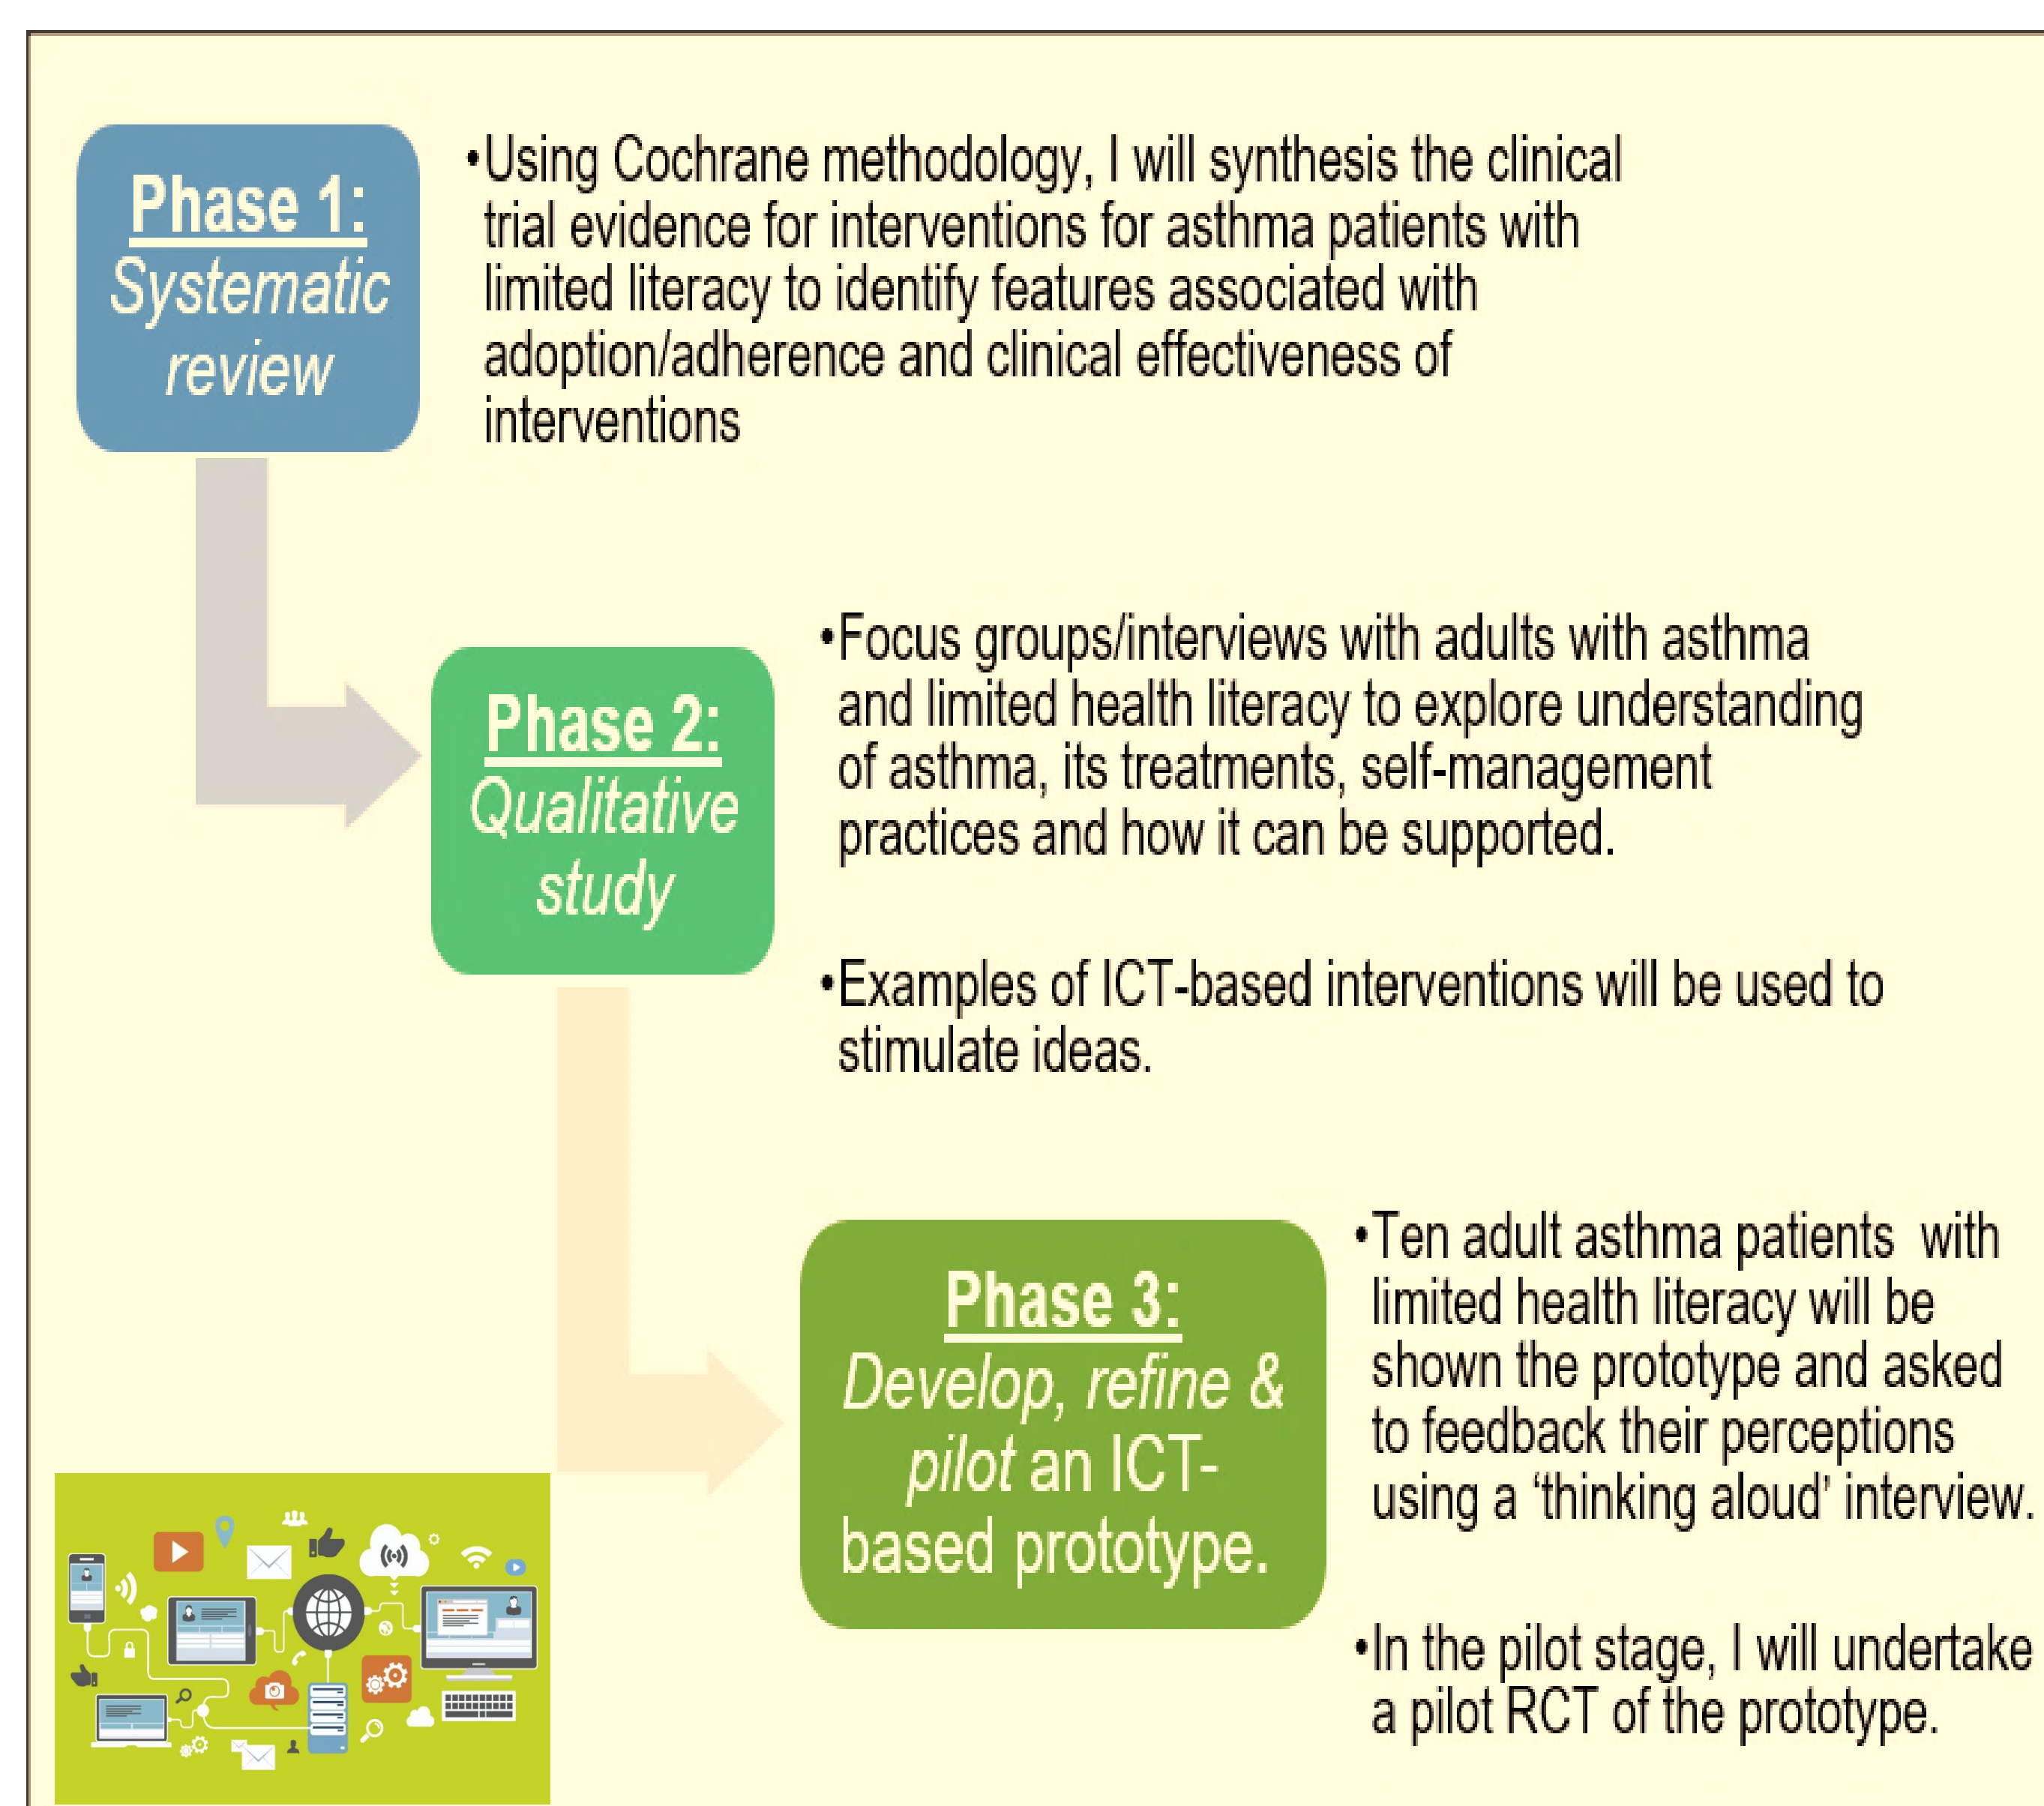 Phase 1:
Systematic
review
•Using Cochrane methodology, I will synthesis the clinical
trial evidence for interventions for asthma patients with
limited literacy to identify features associated with
adoption/adherence and clinical effectiveness of
interventions
Phase 2:
Qualitative
study
•Focus groups/interviews with adults with asthma
and limited health literacy to explore understanding
of asthma, its treatments, self-management
practices and how it can be supported.
•Examples of ICT-based interventions will be used to
stimulate ideas.
Phase 3:
Develop, refine &
pilot an ICT-
based prototype.
•Ten adult asthma patients  with
limited health literacy will be
shown the prototype and asked
to feedback their perceptions
using a ‘thinking aloud’ interview.
•In the pilot stage, I will undertake
a pilot RCT of the prototype.